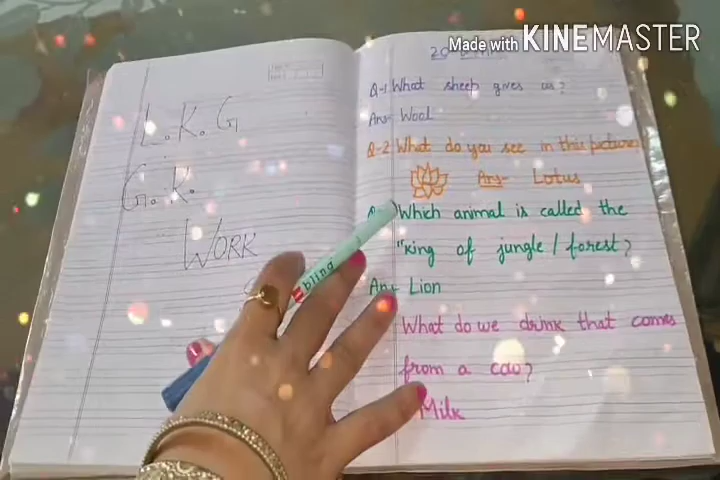 L.K.G
G.K.
WORK
Made with KINEMASTER
Q-1 What sheep gives us?
Ans- Wool
Q-2 What do you see in this picture
Ans- Lotus
Which animal is called the
"King of jungle / forest?
Ans- Lion
What do we drink that comes
from a cow?
Milk
bling